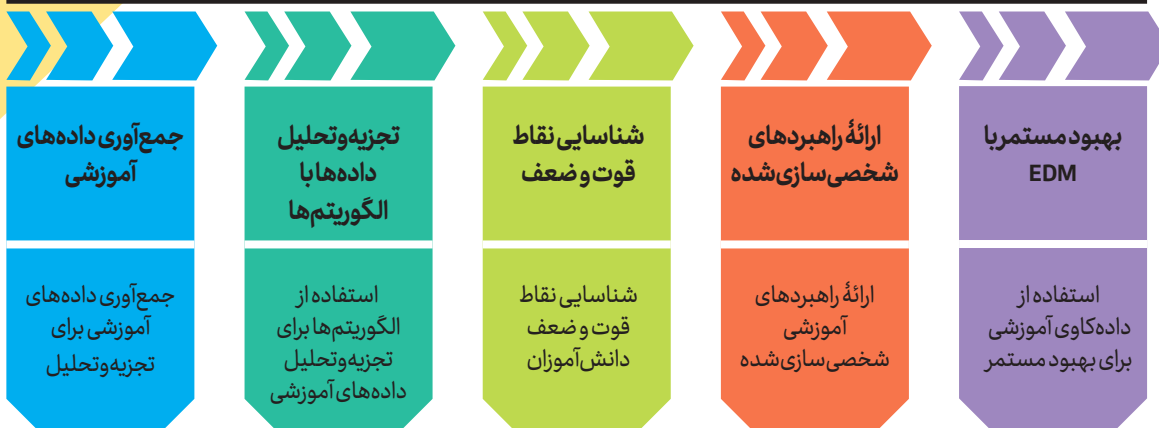 جمع‌آوری داده‌های
آموزشی
جمع‌آوری داده‌های
آموزشی برای
تجزیه‌وتحلیل
تجزیه‌وتحلیل
داده‌ها با
الگوریتم‌ها
استفاده از
الگوریتم‌ها برای
تجزیه‌وتحلیل
داده‌های آموزشی
شناسایی نقاط
قوت و ضعف
شناسایی نقاط
قوت و ضعف
دانش‌آموزان
ارائهٔ راهبردهای
شخصی‌سازی‌شده
ارائهٔ راهبردهای
آموزشی
شخصی‌سازی‌شده
بهبود مستمر با
EDM
استفاده از
داده‌کاوی آموزشی
برای بهبود مستمر